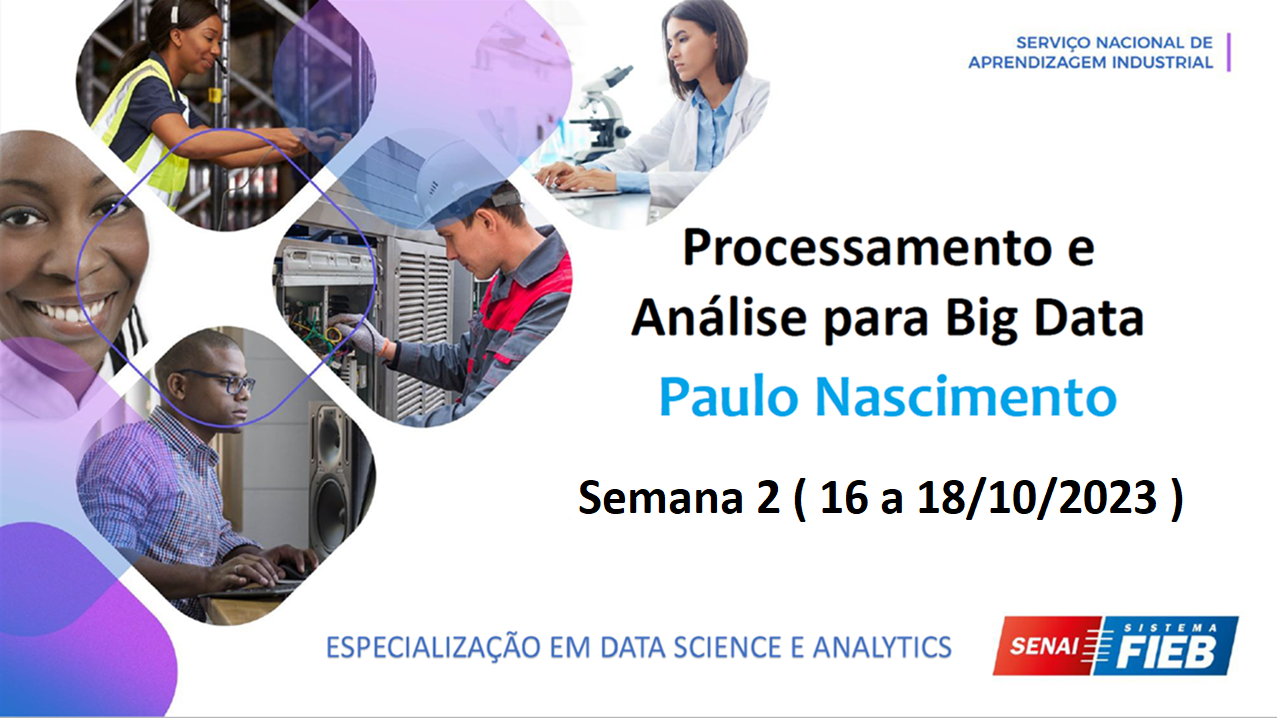 SERVIÇO NACIONAL DE
APRENDIZAGEM INDUSTRIAL
Processamento e
Análise para Big Data
Paulo Nascimento
Semana 2 ( 16 a 18/10/2023 )
ESPECIALIZAÇÃO EM DATA SCIENCE E ANALYTICS
SENAI
SISTEMA
FIEB